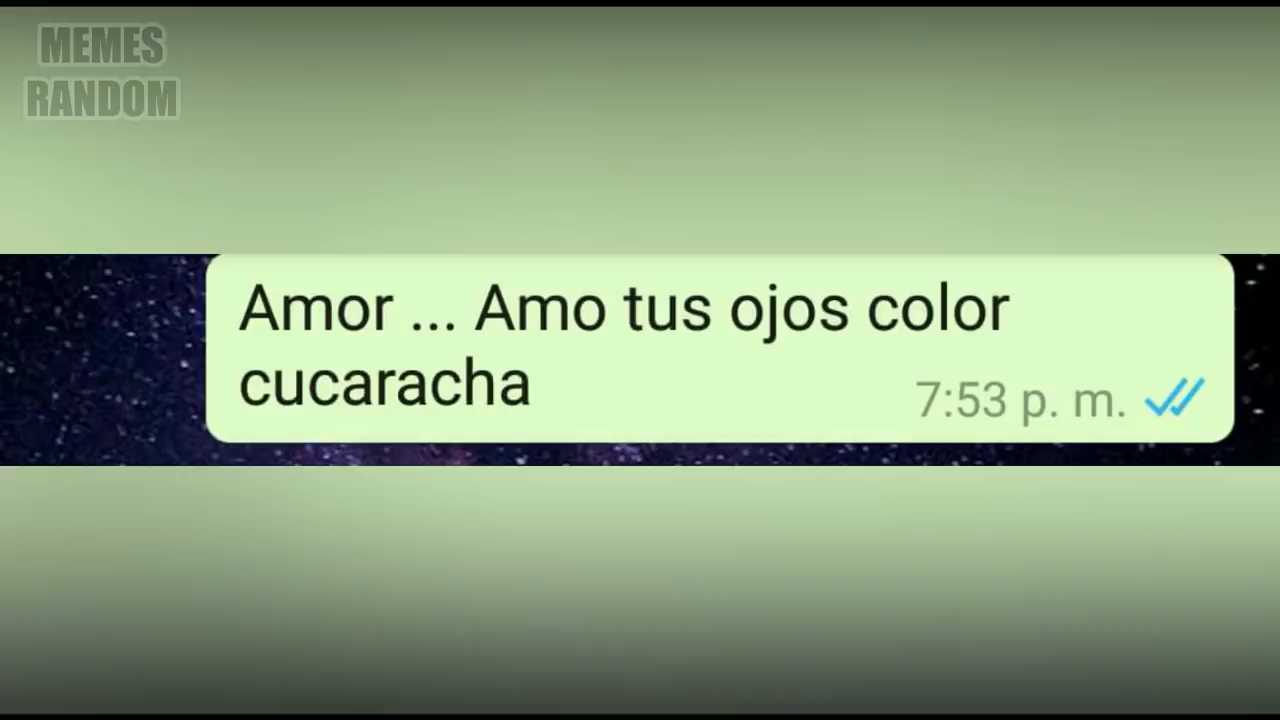 MEMES
RANDOM
Amor ... Amo tus ojos color
cucaracha
7:53 p. m.